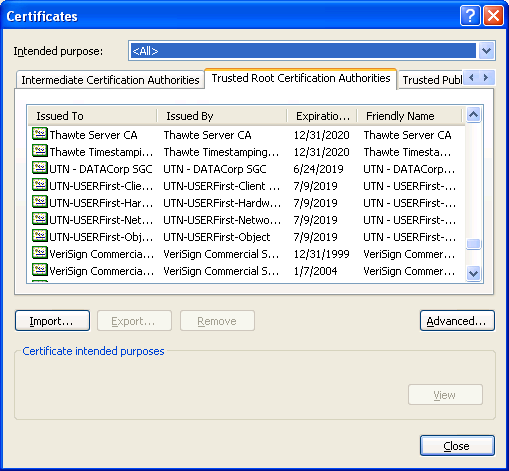 Certificates
Intended purpose: <All>
Intermediate Certification Authorities Trusted Root Certification Authorities Trusted Publ
Issued To Issued By Expiratio... Friendly Name
Thawte Server CA Thawte Server CA 12/31/2020 Thawte Server CA
Thawte Timestampi... Thawte Timestamping... 12/31/2020 Thawte Timesta...
UTN - DATACorp SGC UTN - DATACorp SGC 6/24/2019 UTN - DATACorp...
UTN-USERFirst-Clie... UTN-USERFirst-Client ... 7/9/2019 UTN - USERFirst-...
UTN-USERFirst-Har... UTN-USERFirst-Hardw... 7/9/2019 UTN - USERFirst-...
UTN-USERFirst-Net... UTN-USERFirst-Netwo... 7/9/2019 UTN - USERFirst-...
UTN-USERFirst-Obj... UTN-USERFirst-Object 7/9/2019 UTN - USERFirst-...
VeriSign Commercia... VeriSign Commercial S... 12/31/1999 VeriSign Commer...
VeriSign Commercia... VeriSign Commercial S... 1/7/2004 VeriSign Commer...
Import... Export... Remove Advanced...
Certificate intended purposes
View
Close